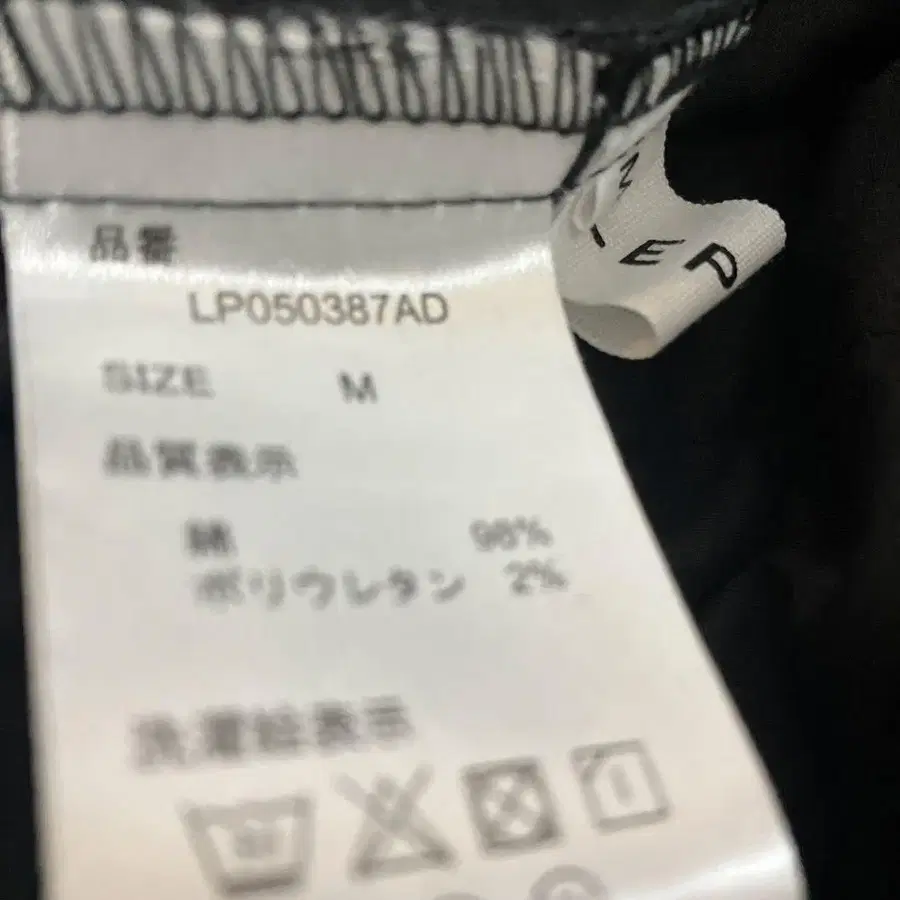 品番
LP050387AD
SIZE M
品質表示
綿 98%
ポリウレタン 2%
洗濯絵表示
LEP